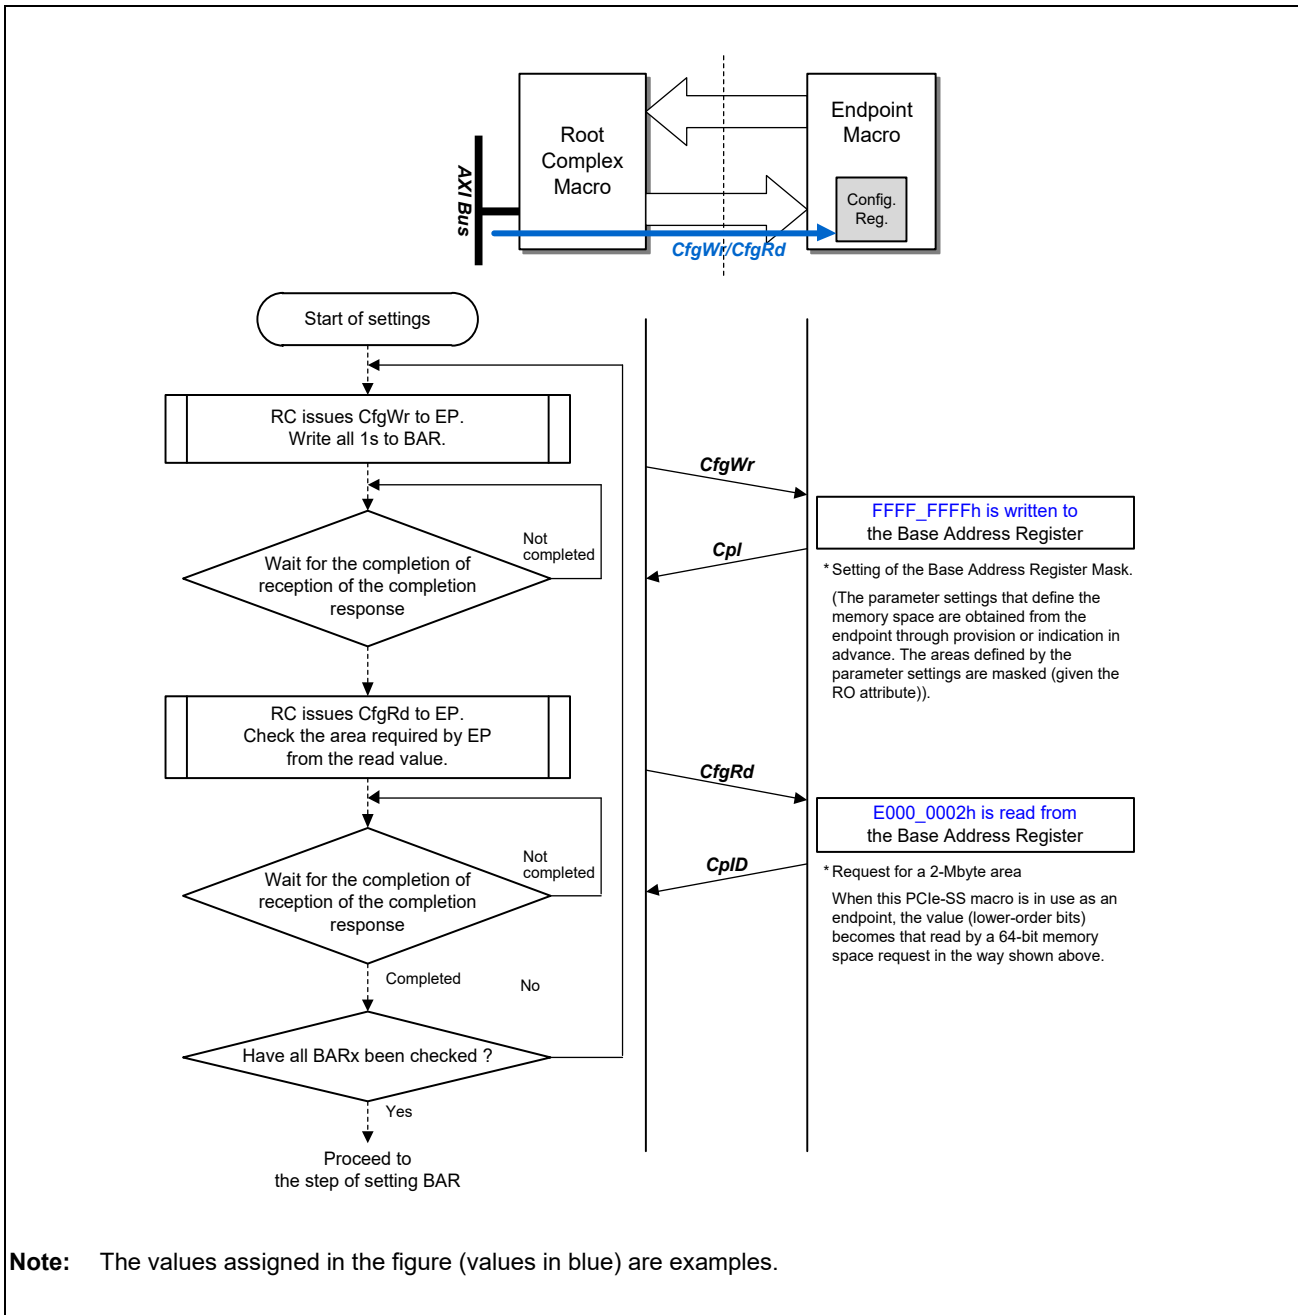 Root
Complex
Macro
Endpoint
Macro
Config.
Reg.
AXI Bus
CfgWr/CfgRd
Start of settings
RC issues CfgWr to EP.
Write all 1s to BAR.
CfgWr
FFFF_FFFFh is written to
the Base Address Register
Not
completed
Cpl
Wait for the completion of
reception of the completion
response
* Setting of the Base Address Register Mask.
(The parameter settings that define the
memory space are obtained from the
endpoint through provision or indication in
advance. The areas defined by the
parameter settings are masked (given the
RO attribute)).
RC issues CfgRd to EP.
Check the area required by EP
from the read value.
CfgRd
E000_0002h is read from
the Base Address Register
Not
completed
CplD
Wait for the completion of
reception of the completion
response
* Request for a 2-Mbyte area
When this PCIe-SS macro is in use as an
endpoint, the value (lower-order bits)
becomes that read by a 64-bit memory
space request in the way shown above.
Completed
No
Have all BARx been checked ?
Yes
Proceed to
the step of setting BAR
Note: The values assigned in the figure (values in blue) are examples.